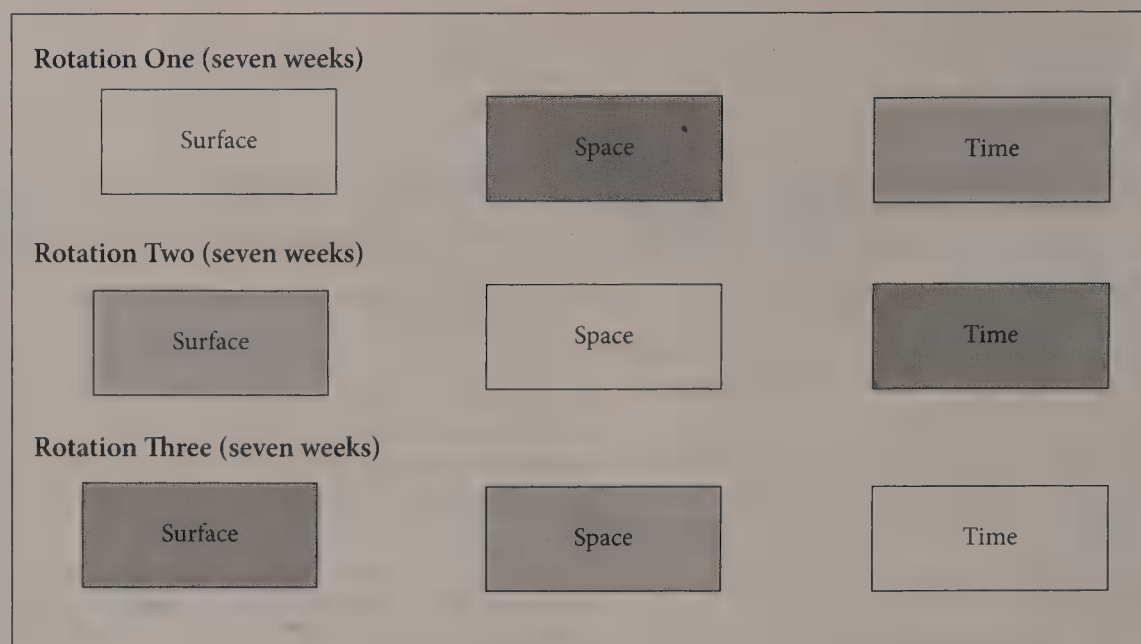 Rotation One (seven weeks)
Surface Space Time
Rotation Two (seven weeks)
Surface Space Time
Rotation Three (seven weeks)
Surface Space Time